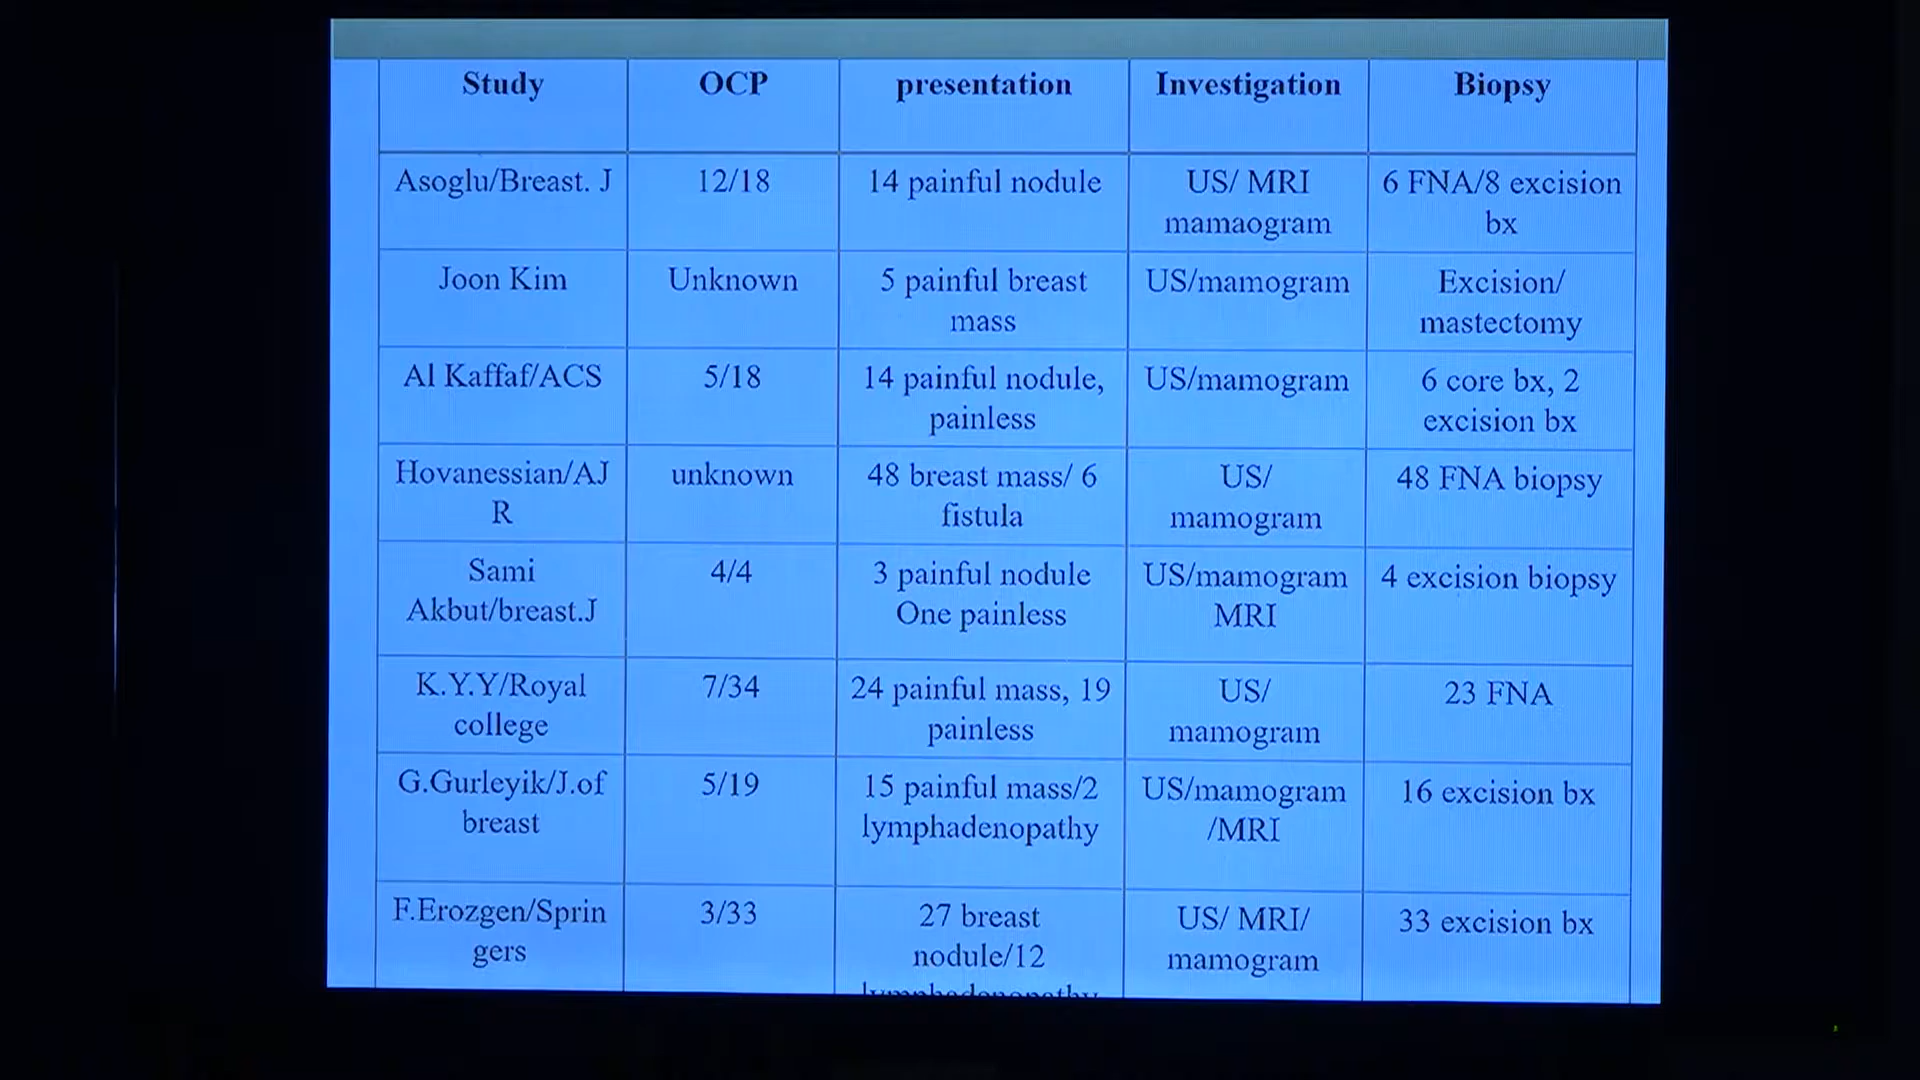 Study OCP presentation Investigation Biopsy
Asoglu/Breast. J 12/18 14 painful nodule US/ MRI 6 FNA/8 excision
mamaogram bx
Joon Kim Unknown 5 painful breast US/mamogram Excision/
mass mastectomy
Al Kaffaf/ACS 5/18 14 painful nodule, US/mamogram 6 core bx, 2
painless excision bx
Hovanessian/AJ unknown 48 breast mass/ 6 US/ 48 FNA biopsy
R fistula mamogram
Sami 4/4 3 painful nodule US/mamogram 4 excision biopsy
Akbut/breast.J One painless MRI
K.Y.Y/Royal 7/34 24 painful mass, 19 US/ 23 FNA
college painless mamogram
G.Gurleyik/J.of 5/19 15 painful mass/2 US/mamogram 16 excision bx
breast lymphadenopathy /MRI
F.Erozgen/Sprin 3/33 27 breast US/ MRI/ 33 excision bx
gers nodule/12 mamogram
lymphadenopathy